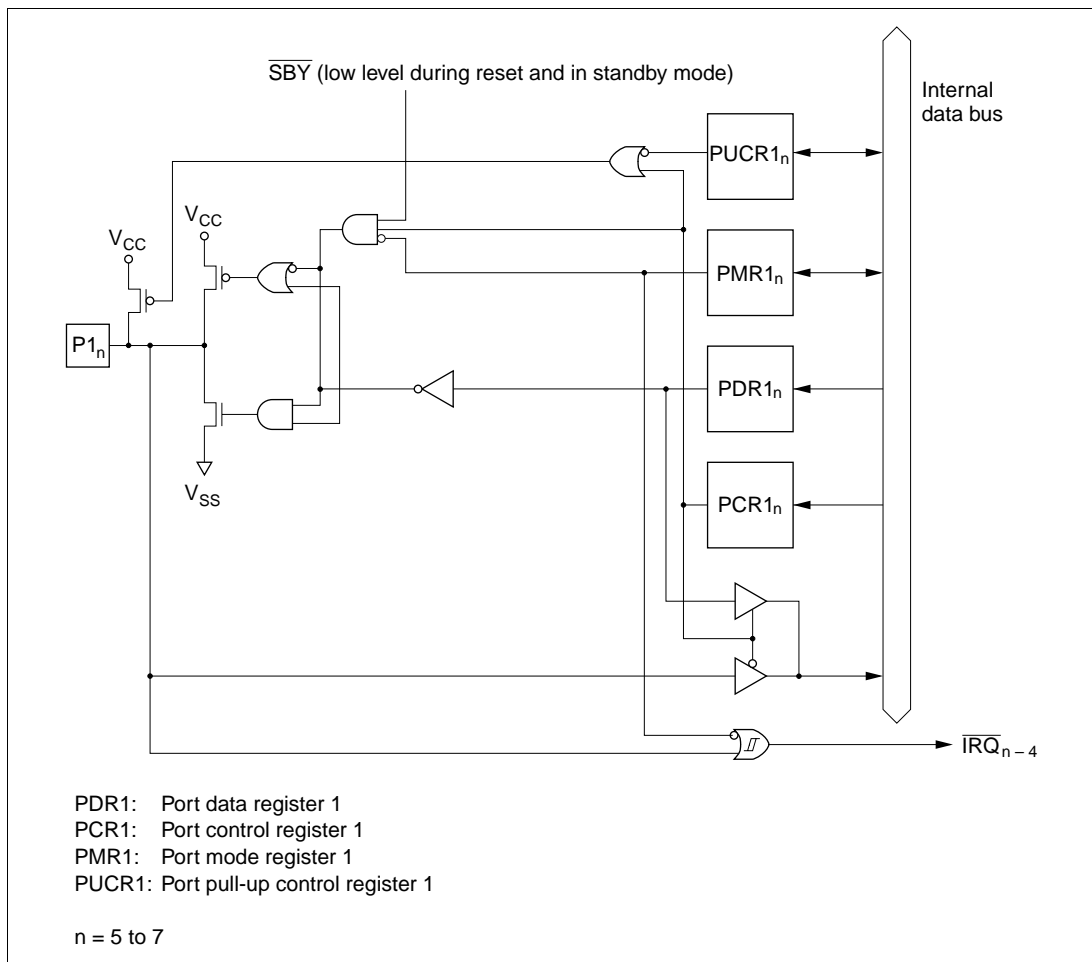 SBY (low level during reset and in standby mode)
Internal
data bus
PUCR1n
VCC
VCC
PMR1n
P1n
PDR1n
VSS
PCR1n
IRQn – 4
PDR1: Port data register 1
PCR1: Port control register 1
PMR1: Port mode register 1
PUCR1: Port pull-up control register 1
n = 5 to 7